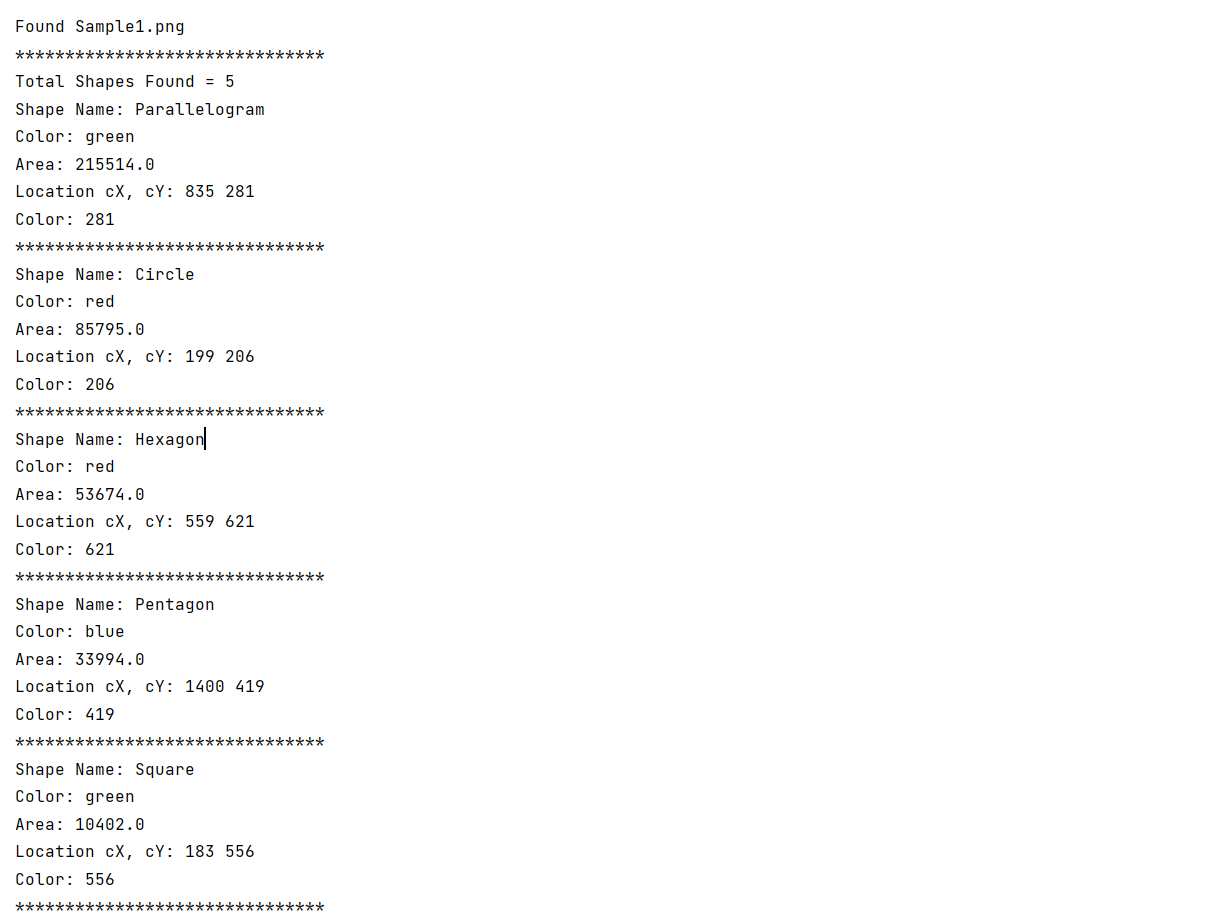 Found Sample1.png
*******************************
Total Shapes Found = 5
Shape Name: Parallelogram
Color: green
Area: 215514.0
Location cX, cY: 835 281
Color: 281
*******************************
Shape Name: Circle
Color: red
Area: 85795.0
Location cX, cY: 199 206
Color: 206
*******************************
Shape Name: Hexagon
Color: red
Area: 53674.0
Location cX, cY: 559 621
Color: 621
*******************************
Shape Name: Pentagon
Color: blue
Area: 33994.0
Location cX, cY: 1400 419
Color: 419
*******************************
Shape Name: Square
Color: green
Area: 10402.0
Location cX, cY: 183 556
Color: 556
*******************************